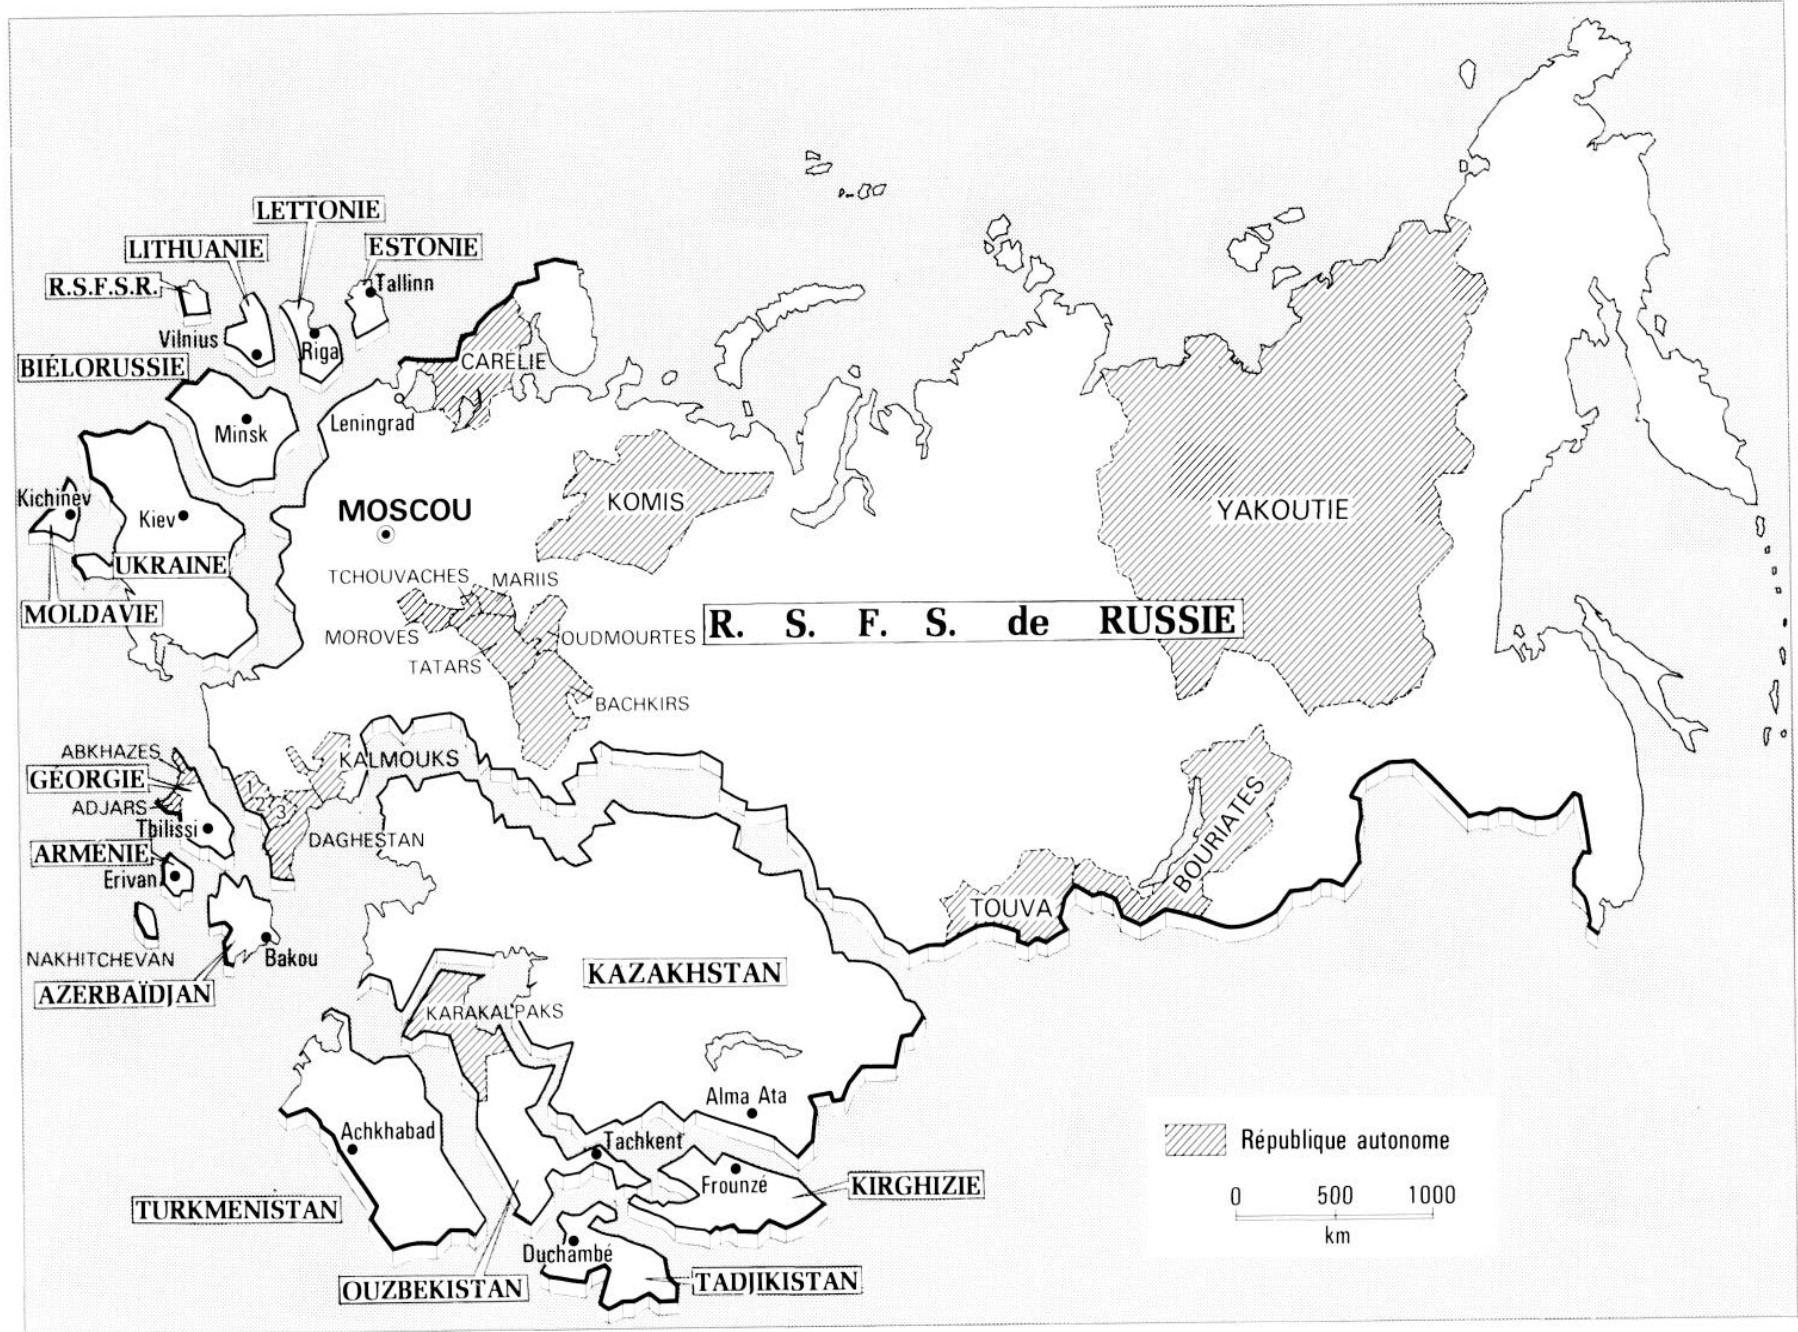 LETTONIE
LITHUANIE
ESTONIE
R.S.F.S.R.
Tallinn
Vilnius
Riga
BIÉLORUSSIE
CARELIE
Leningrad
Minsk
Kichinev
Kiev
MOSCOU
KOMIS
YAKOUTIE
UKRAINE
TCHOUVACHES
MARIIS
MOLDAVIE
R. S. F. S. de RUSSIE
MOROVES
OUDMOURTES
TATARS
BACHKIRS
ABKHAZES
KALMOUKS
GÉORGIE
1
2
3
ADJARS
Tbilissi
DAGHESTAN
BOURIATES
ARMÉNIE
Erivan
TOUVA
NAKHITCHEVAN
Bakou
KAZAKHSTAN
AZERBAÏDJAN
KARAKALPAKS
Alma Ata
Achkhabad
Tachkent
République autonome
Frounzé
KIRGHIZIE
TURKMENISTAN
0 500 1000
km
Duchambé
OUZBEKISTAN
TADJIKISTAN